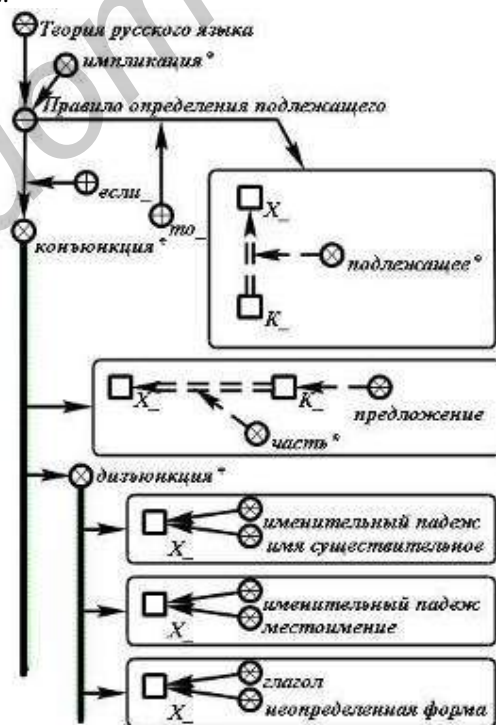 Теория русского языка
импликация*
Правило определения подлежащего
если_
то_
конъюнкция*
X_
подлежащее*
K_
X_
K_
предложение
часть*
дизъюнкция*
именительный падеж
имя существительное
X_
именительный падеж
местоимение
X_
глагол
неопределенная форма
X_